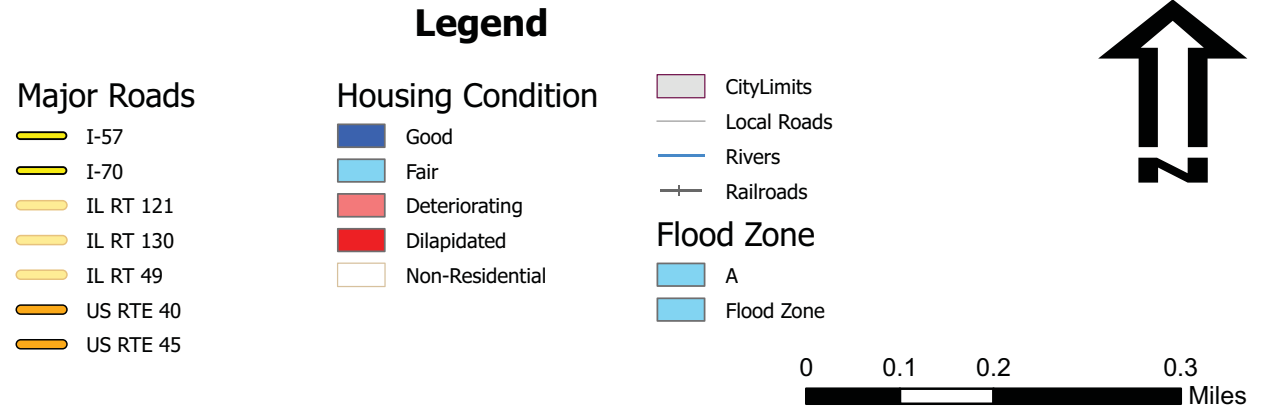 Legend
Major Roads
I-57
I-70
IL RT 121
IL RT 130
IL RT 49
US RTE 40
US RTE 45
Housing Condition
Good
Fair
Deteriorating
Dilapidated
Non-Residential
CityLimits
Local Roads
Rivers
Railroads
Flood Zone
A
Flood Zone
N
0 0.1 0.2 0.3
Miles